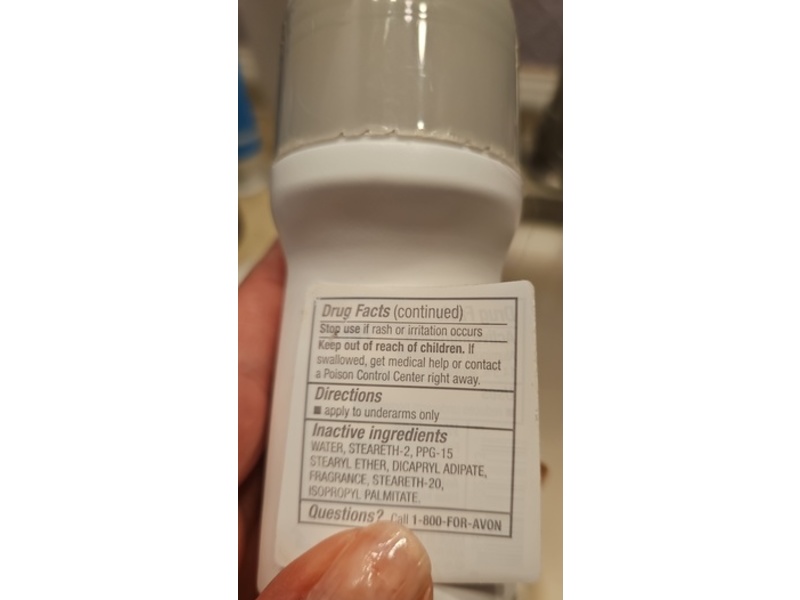 Drug Facts (continued)
Stop use if rash or irritation occurs
Keep out of reach of children. If
swallowed, get medical help or contact
a Poison Control Center right away.
Directions
■ apply to underarms only
Inactive ingredients
WATER, STEARETH-2, PPG-15
STEARYL ETHER, DICAPRYL ADIPATE,
FRAGRANCE, STEARETH-20,
ISOPROPYL PALMITATE.
Questions? Call 1-800-FOR-AVON